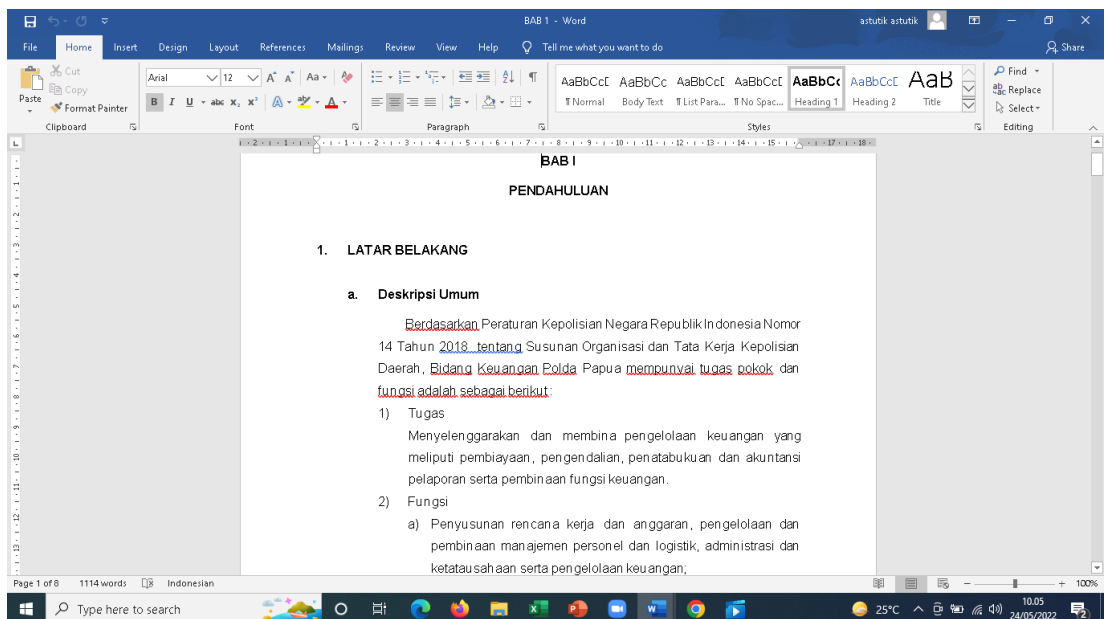 BAB 1 - Word
astutik astutik
File Home Insert Design Layout References Mailings Review View Help Tell me what you want to do
Share
Cut
Copy
Paste
Format Painter
Clipboard
Arial 12
Font
Paragraph
AaBbCcD AaBbCc AaBbCcD AaBbCcD AaBbCc AaBbCcD AaB
¶ Normal Body Text ¶ List Para... ¶ No Spac... Heading 1 Heading 2 Title
Styles
Find
Replace
Select
Editing
BAB I
PENDAHULUAN
1. LATAR BELAKANG
a. Deskripsi Umum
Berdasarkan Peraturan Kepolisian Negara Republik Indonesia Nomor
14 Tahun 2018 tentang Susunan Organisasi dan Tata Kerja Kepolisian
Daerah, Bidang Keuangan Polda Papua mempunyai tugas pokok dan
fungsi adalah sebagai berikut:
1) Tugas
Menyelenggarakan dan membina pengelolaan keuangan yang
meliputi pembiayaan, pengendalian, penatabukuan dan akuntansi
pelaporan serta pembinaan fungsi keuangan.
2) Fungsi
a) Penyusunan rencana kerja dan anggaran, pengelolaan dan
pembinaan manajemen personel dan logistik, administrasi dan
ketatausahaan serta pengelolaan keuangan;
Page 1 of 8 1114 words Indonesian
100%
Type here to search
25°C
10.05
24/05/2022